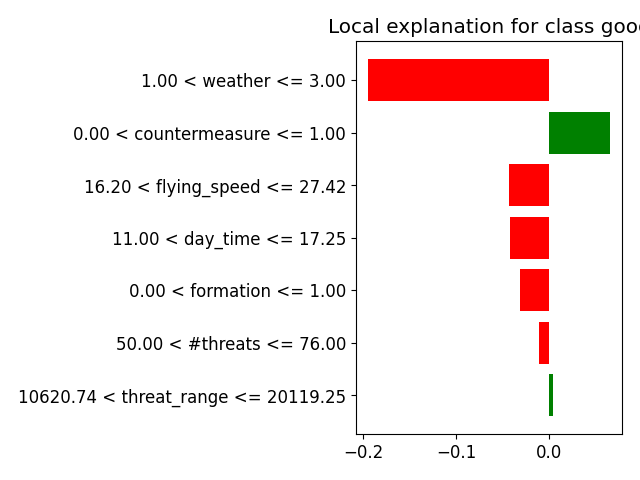 Local explanation for class good
1.00 < weather <= 3.00
0.00 < countermeasure <= 1.00
16.20 < flying_speed <= 27.42
11.00 < day_time <= 17.25
0.00 < formation <= 1.00
50.00 < #threats <= 76.00
10620.74 < threat_range <= 20119.25
−0.2 −0.1 0.0